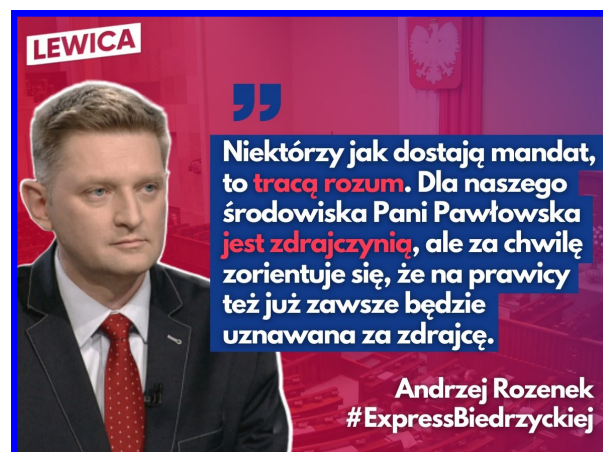 LEWICA
”
Niektórzy jak dostają mandat,
to tracą rozum. Dla naszego
środowiska Pani Pawłowska
jest zdrajczynią, ale za chwilę
zorientuje się, że na prawicy
też już zawsze będzie
uznawana za zdrajcę.
Andrzej Rozenek
#ExpressBiedrzyckiej